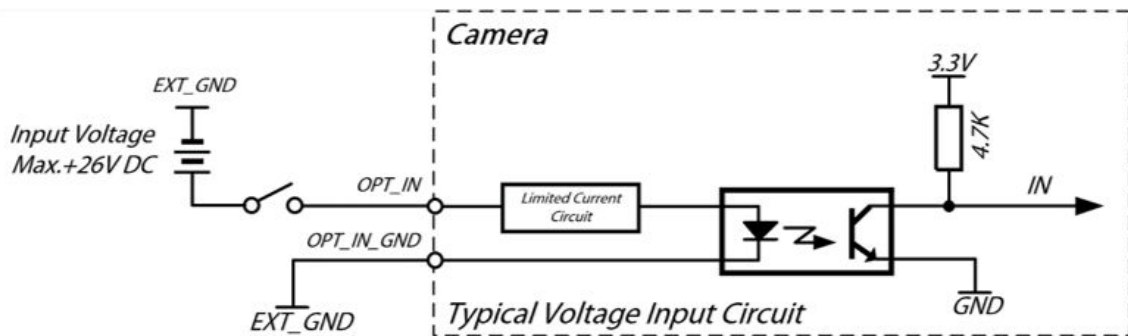 Camera
3.3V
EXT_GND
4.7K
Input Voltage
Max.+26V DC
OPT_IN
Limited Current
Circuit
IN
OPT_IN_GND
EXT_GND
Typical Voltage Input Circuit
GND